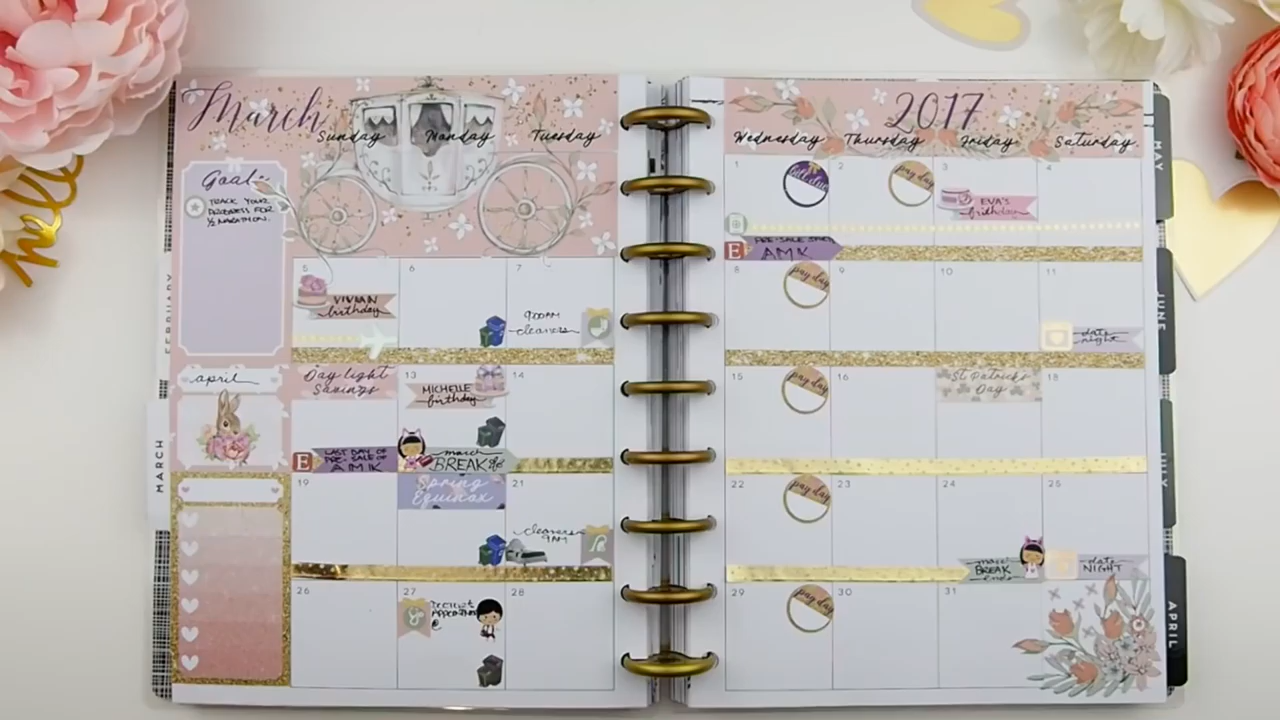 March
Sunday
Monday
Tuesday
Goals
TRACK YOUR
PROGRESS FOR
½ MARATHON.
5
VIVIAN
birthday
6
7
9:00AM
cleaners
april
Day light
Savings
13
MICHELLE
birthday
14
E
LAST DAY OF
PRE-SALE OF
AMK
march
BREAK
19
Spring
Equinox
21
cleaners
9AM
26
27
28
2017
Wednesday
Thursday
Friday
Saturday
1
2
pay day
3
EVA'S
birthday
4
E
PRE-SALE
AMK
8
pay day
9
10
11
date
night
15
pay day
16
St Patrick's
Day
18
22
pay day
23
24
25
march
BREAK
ends
date
NIGHT
29
pay day
30
31
hello
FEBRUARY
MARCH
MAY
JUNE
JULY
APRIL